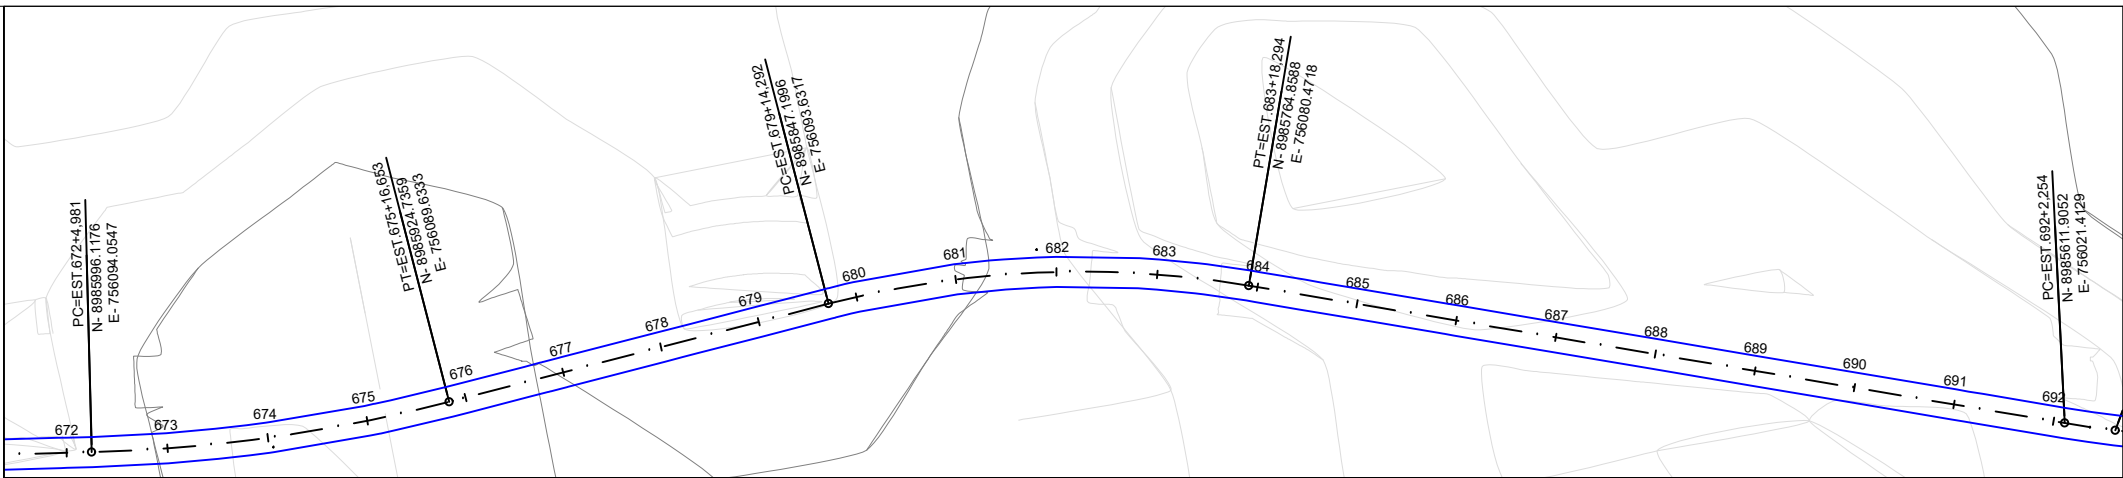 PC=EST.672+4,981
N- 8985996.1176
E- 756094.0547
PT=EST.675+16,653
N- 8985924.7359
E- 756089.6333
PC=EST.679+14,292
N- 8985847.1996
E- 756093.6317
PT=EST.683+18,294
N- 8985764.8588
E- 756080.4718
PC=EST.692+2,254
N- 8985611.9052
E- 756021.4129
672
673
674
675
676
677
678
679
680
681
682
683
684
685
686
687
688
689
690
691
692